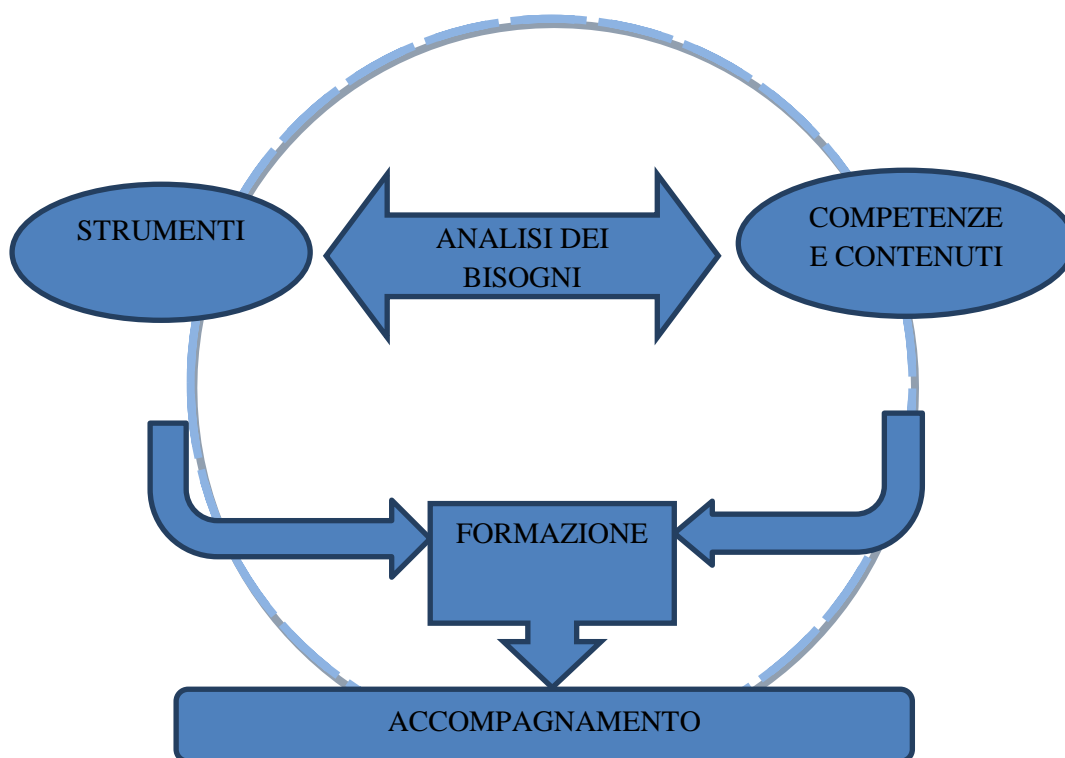 STRUMENTI
ANALISI DEI
BISOGNI
COMPETENZE
E CONTENUTI
FORMAZIONE
ACCOMPAGNAMENTO